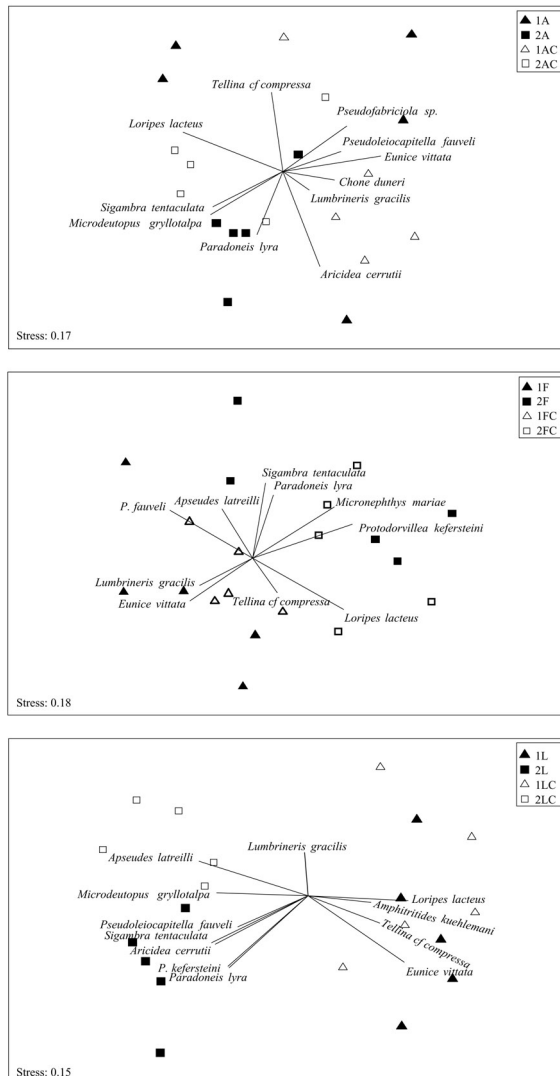 1A
2A
1AC
2AC
Tellina cf compressa
Pseudofabriciola sp.
Loripes lacteus
Pseudoleiocapitella fauveli
Eunice vittata
Chone duneri
Lumbrineris gracilis
Sigambra tentaculata
Microdeutopus gryllotalpa
Paradoneis lyra
Aricidea cerrutii
Stress: 0.17
1F
2F
1FC
2FC
Sigambra tentaculata
Paradoneis lyra
Apseudes latreilli
Micronephthys mariae
P. fauveli
Protodorvillea kefersteini
Lumbrineris gracilis
Eunice vittata
Tellina cf compressa
Loripes lacteus
Stress: 0.18
1L
2L
1LC
2LC
Lumbrineris gracilis
Apseudes latreilli
Microdeutopus gryllotalpa
Loripes lacteus
Amphitritides kuehlemani
Pseudoleiocapitella fauveli
Tellina cf compressa
Sigambra tentaculata
Aricidea cerrutii
P. kefersteini
Paradoneis lyra
Eunice vittata
Stress: 0.15